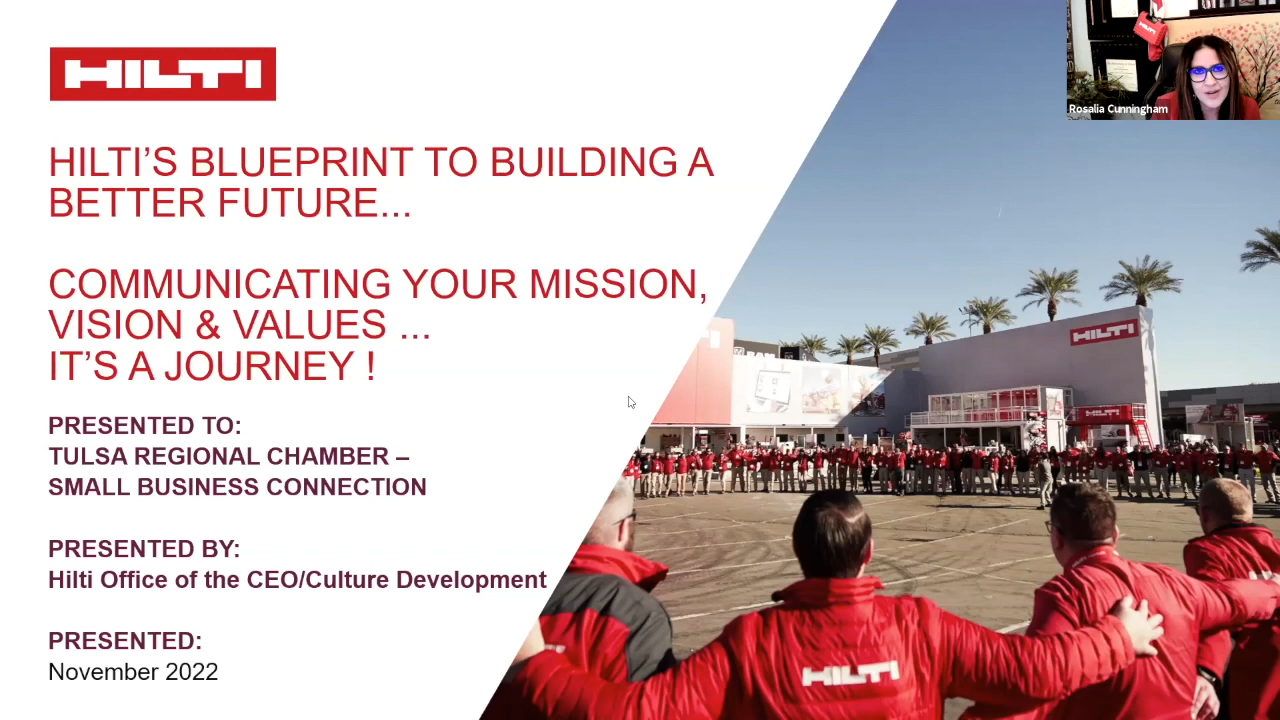 HILTI
HILTI'S BLUEPRINT TO BUILDING A
BETTER FUTURE...
COMMUNICATING YOUR MISSION,
VISION & VALUES ...
IT'S A JOURNEY !
PRESENTED TO:
TULSA REGIONAL CHAMBER –
SMALL BUSINESS CONNECTION
PRESENTED BY:
Hilti Office of the CEO/Culture Development
PRESENTED:
November 2022
HILTI
Rosalia Cunningham
HILTI
HILTI
HILTI